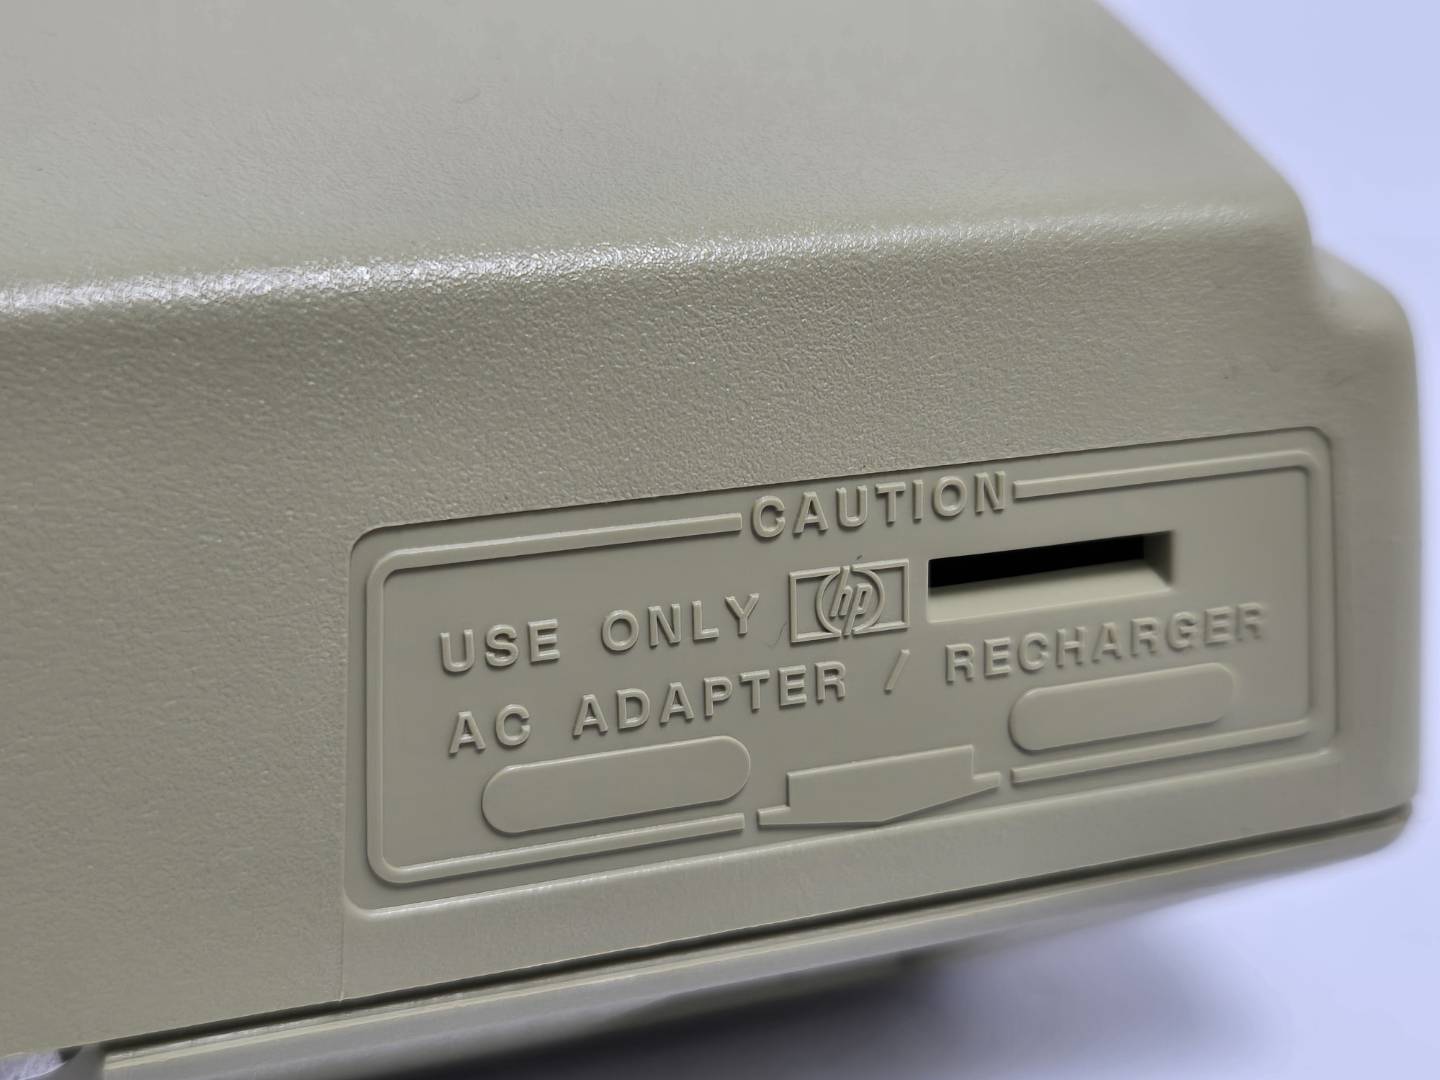 CAUTION
USE ONLY hp
AC ADAPTER / RECHARGER